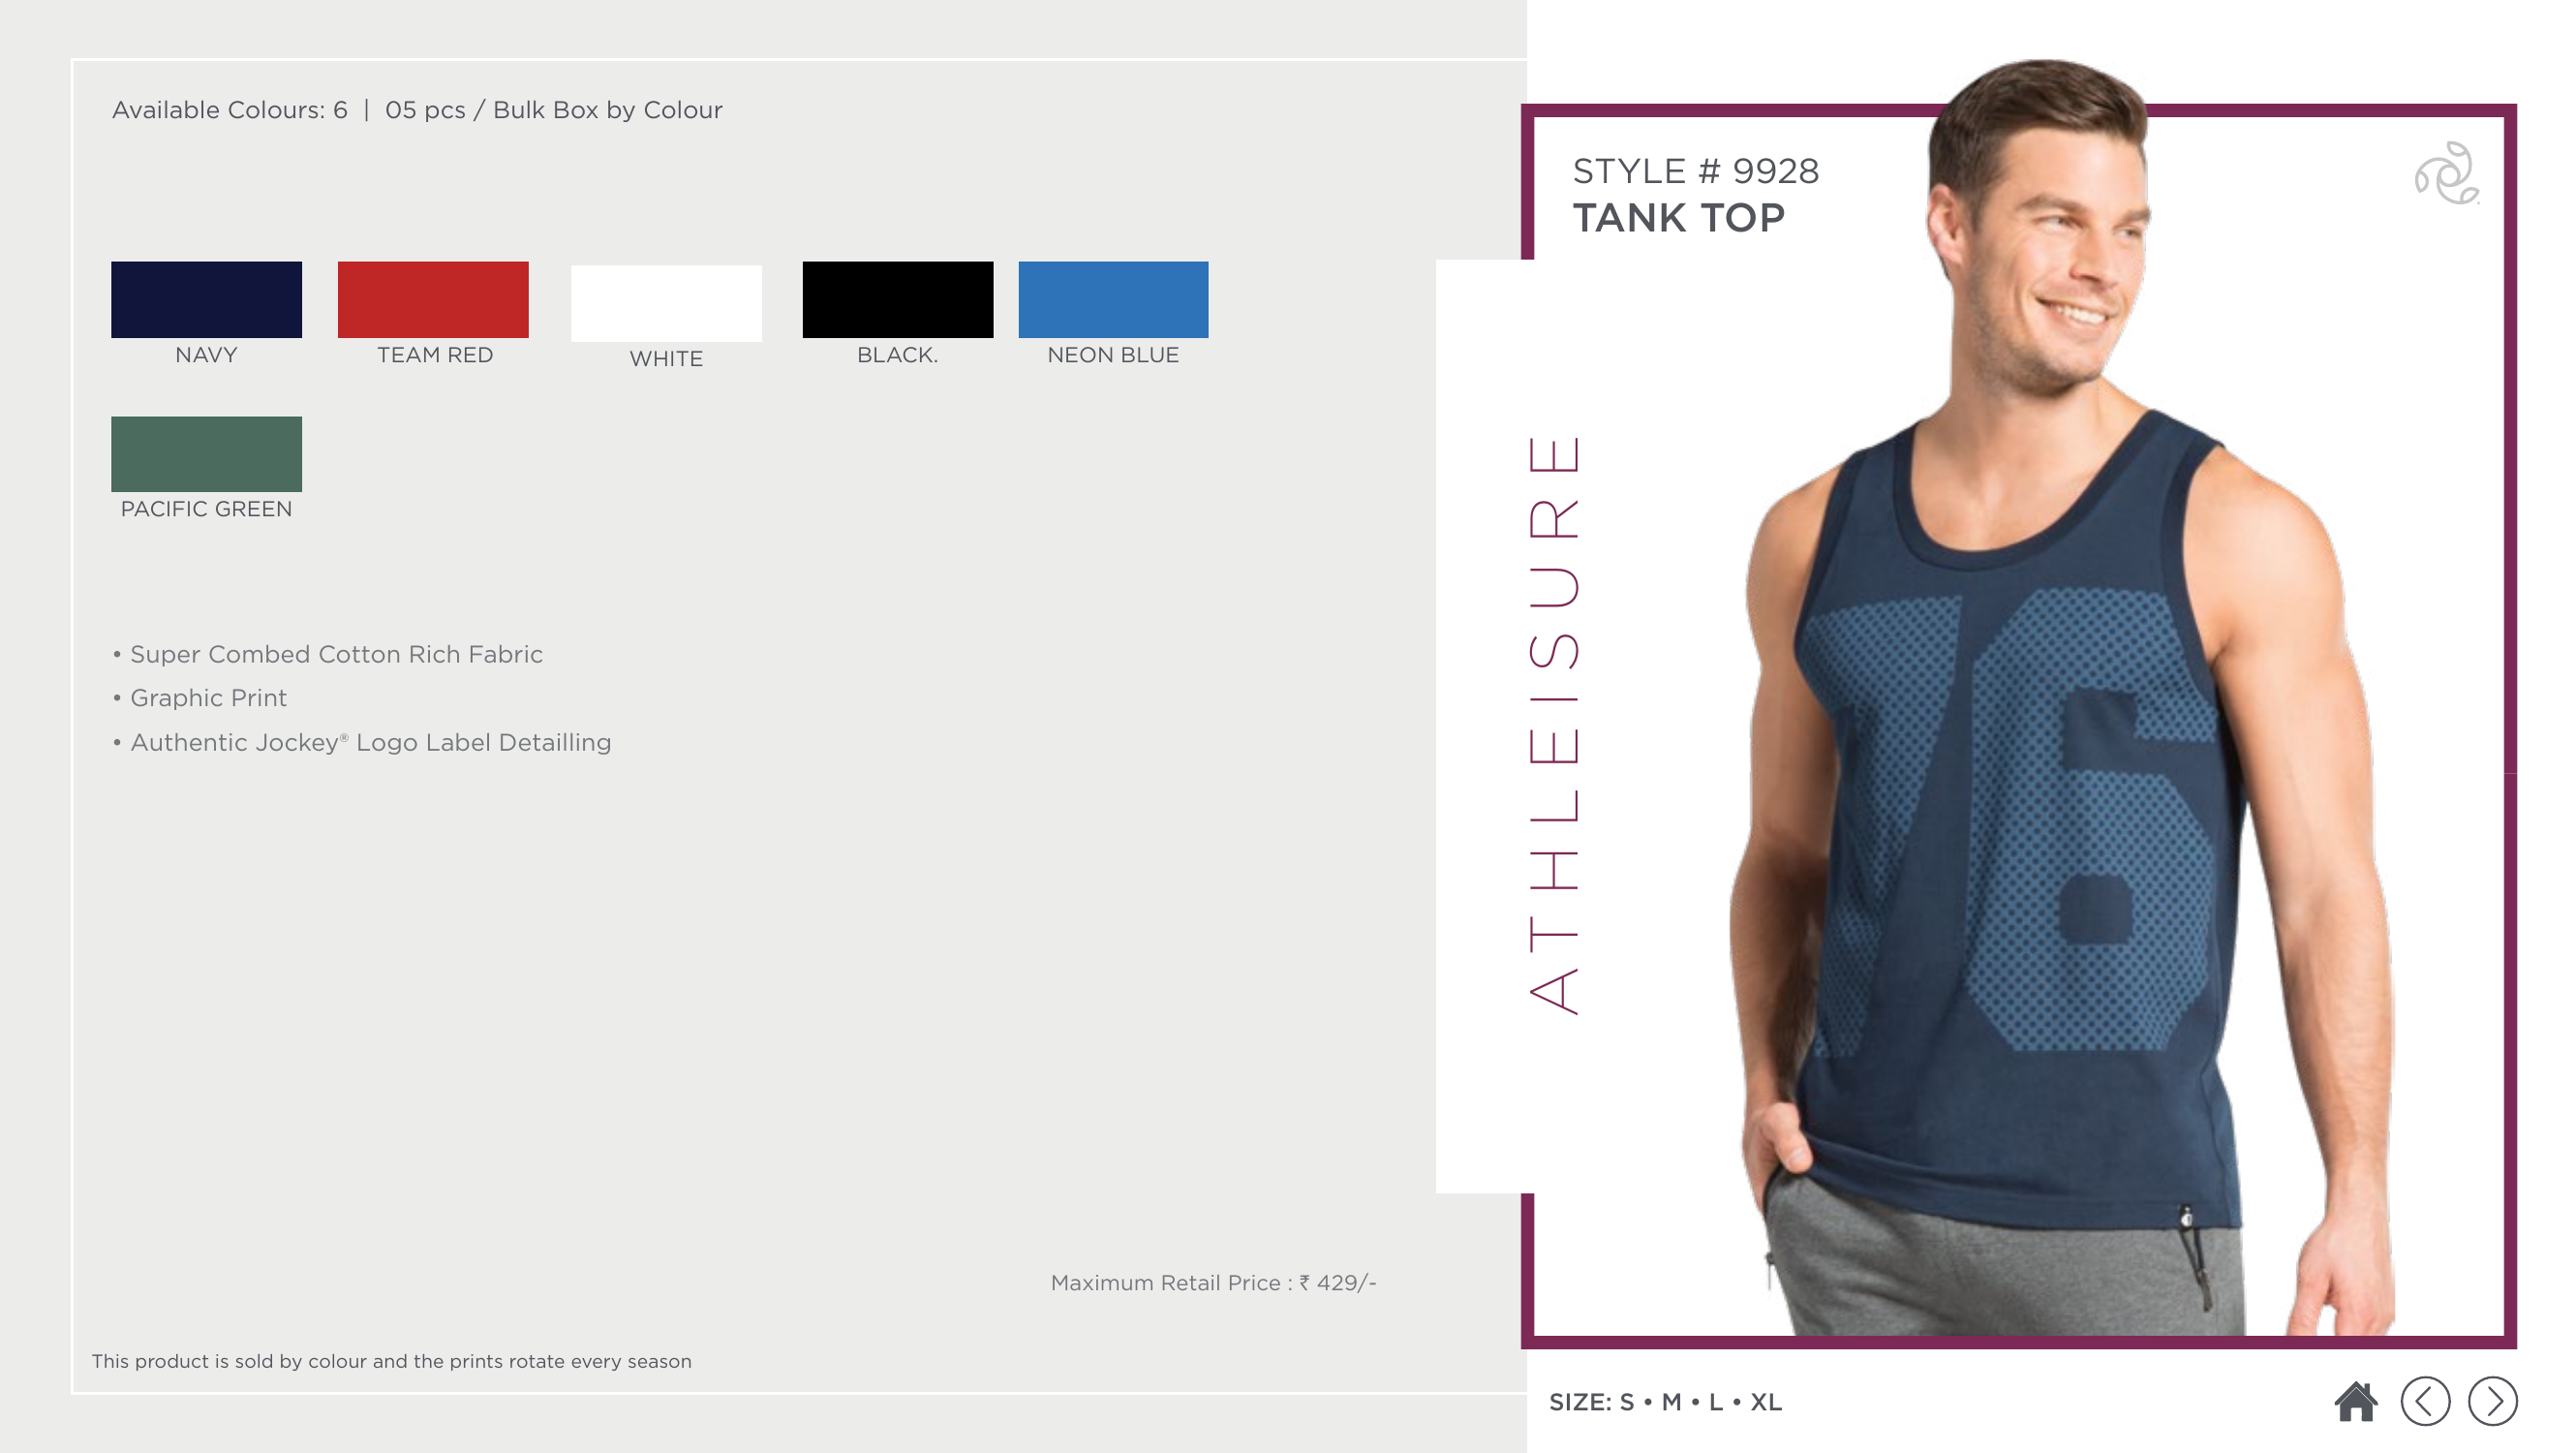 Available Colours: 6 | 05 pcs / Bulk Box by Colour
NAVY
TEAM RED
WHITE
BLACK.
NEON BLUE
PACIFIC GREEN
• Super Combed Cotton Rich Fabric
• Graphic Print
• Authentic Jockey® Logo Label Detailling
Maximum Retail Price : ₹ 429/-
This product is sold by colour and the prints rotate every season
STYLE # 9928
TANK TOP
ATHLEISURE
76
SIZE: S • M • L • XL